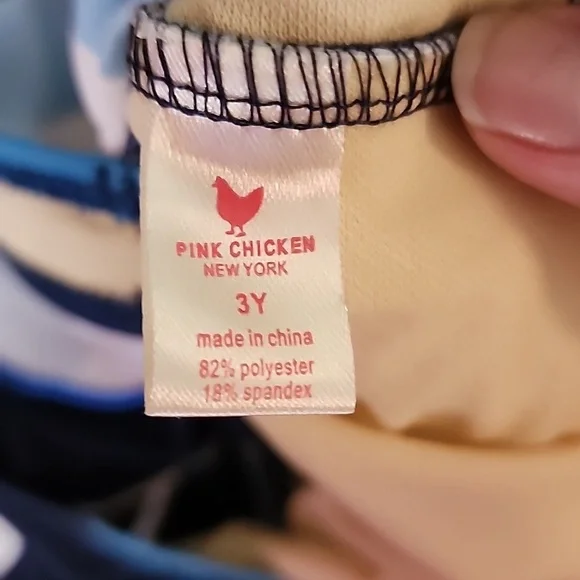 PINK CHICKEN
NEW YORK
3Y
made in china
82% polyester
18% spandex